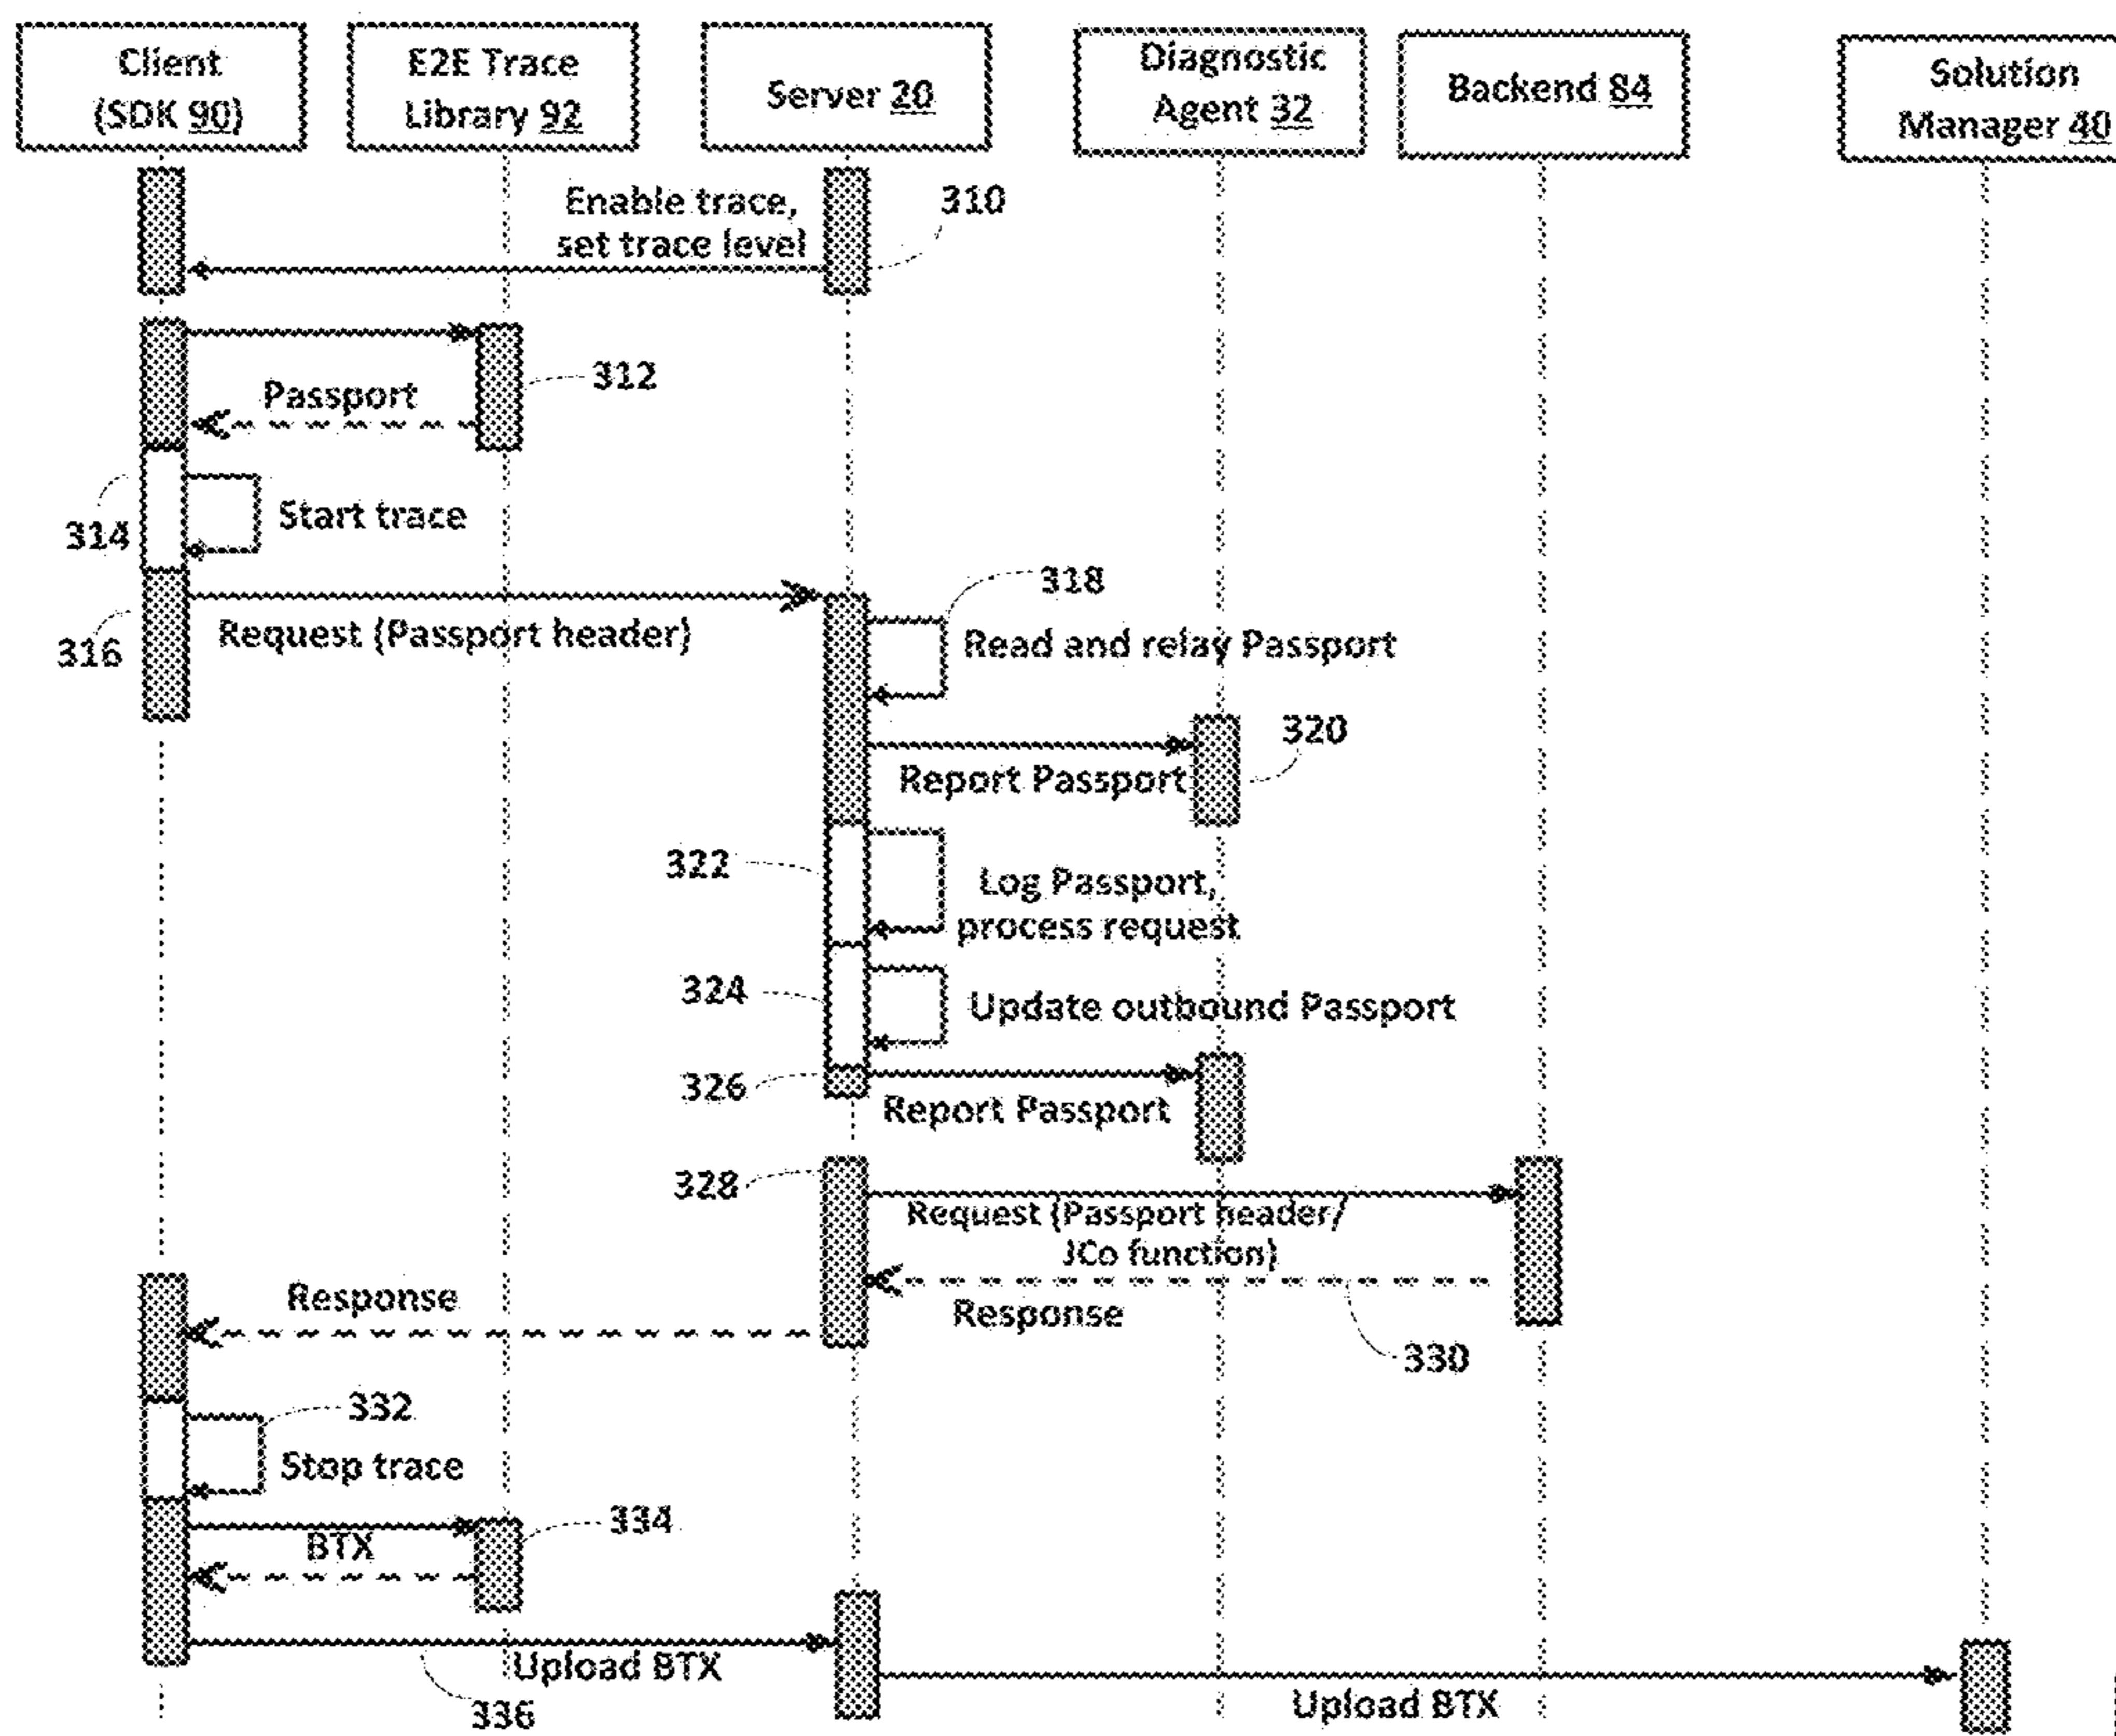 Client
(SDK 90)
E2E Trace
Library 92
Server 20
Diagnostic
Agent 32
Backend 84
Solution
Manager 40
Enable trace,
set trace level
310
312
Passport
314
Start trace
316
Request (Passport header)
318
Read and relay Passport
320
Report Passport
322
Log Passport,
process request
324
Update outbound Passport
326
Report Passport
328
Request (Passport header/
JCo function)
Response
Response
330
332
Stop trace
334
BTX
Upload BTX
336
Upload BTX